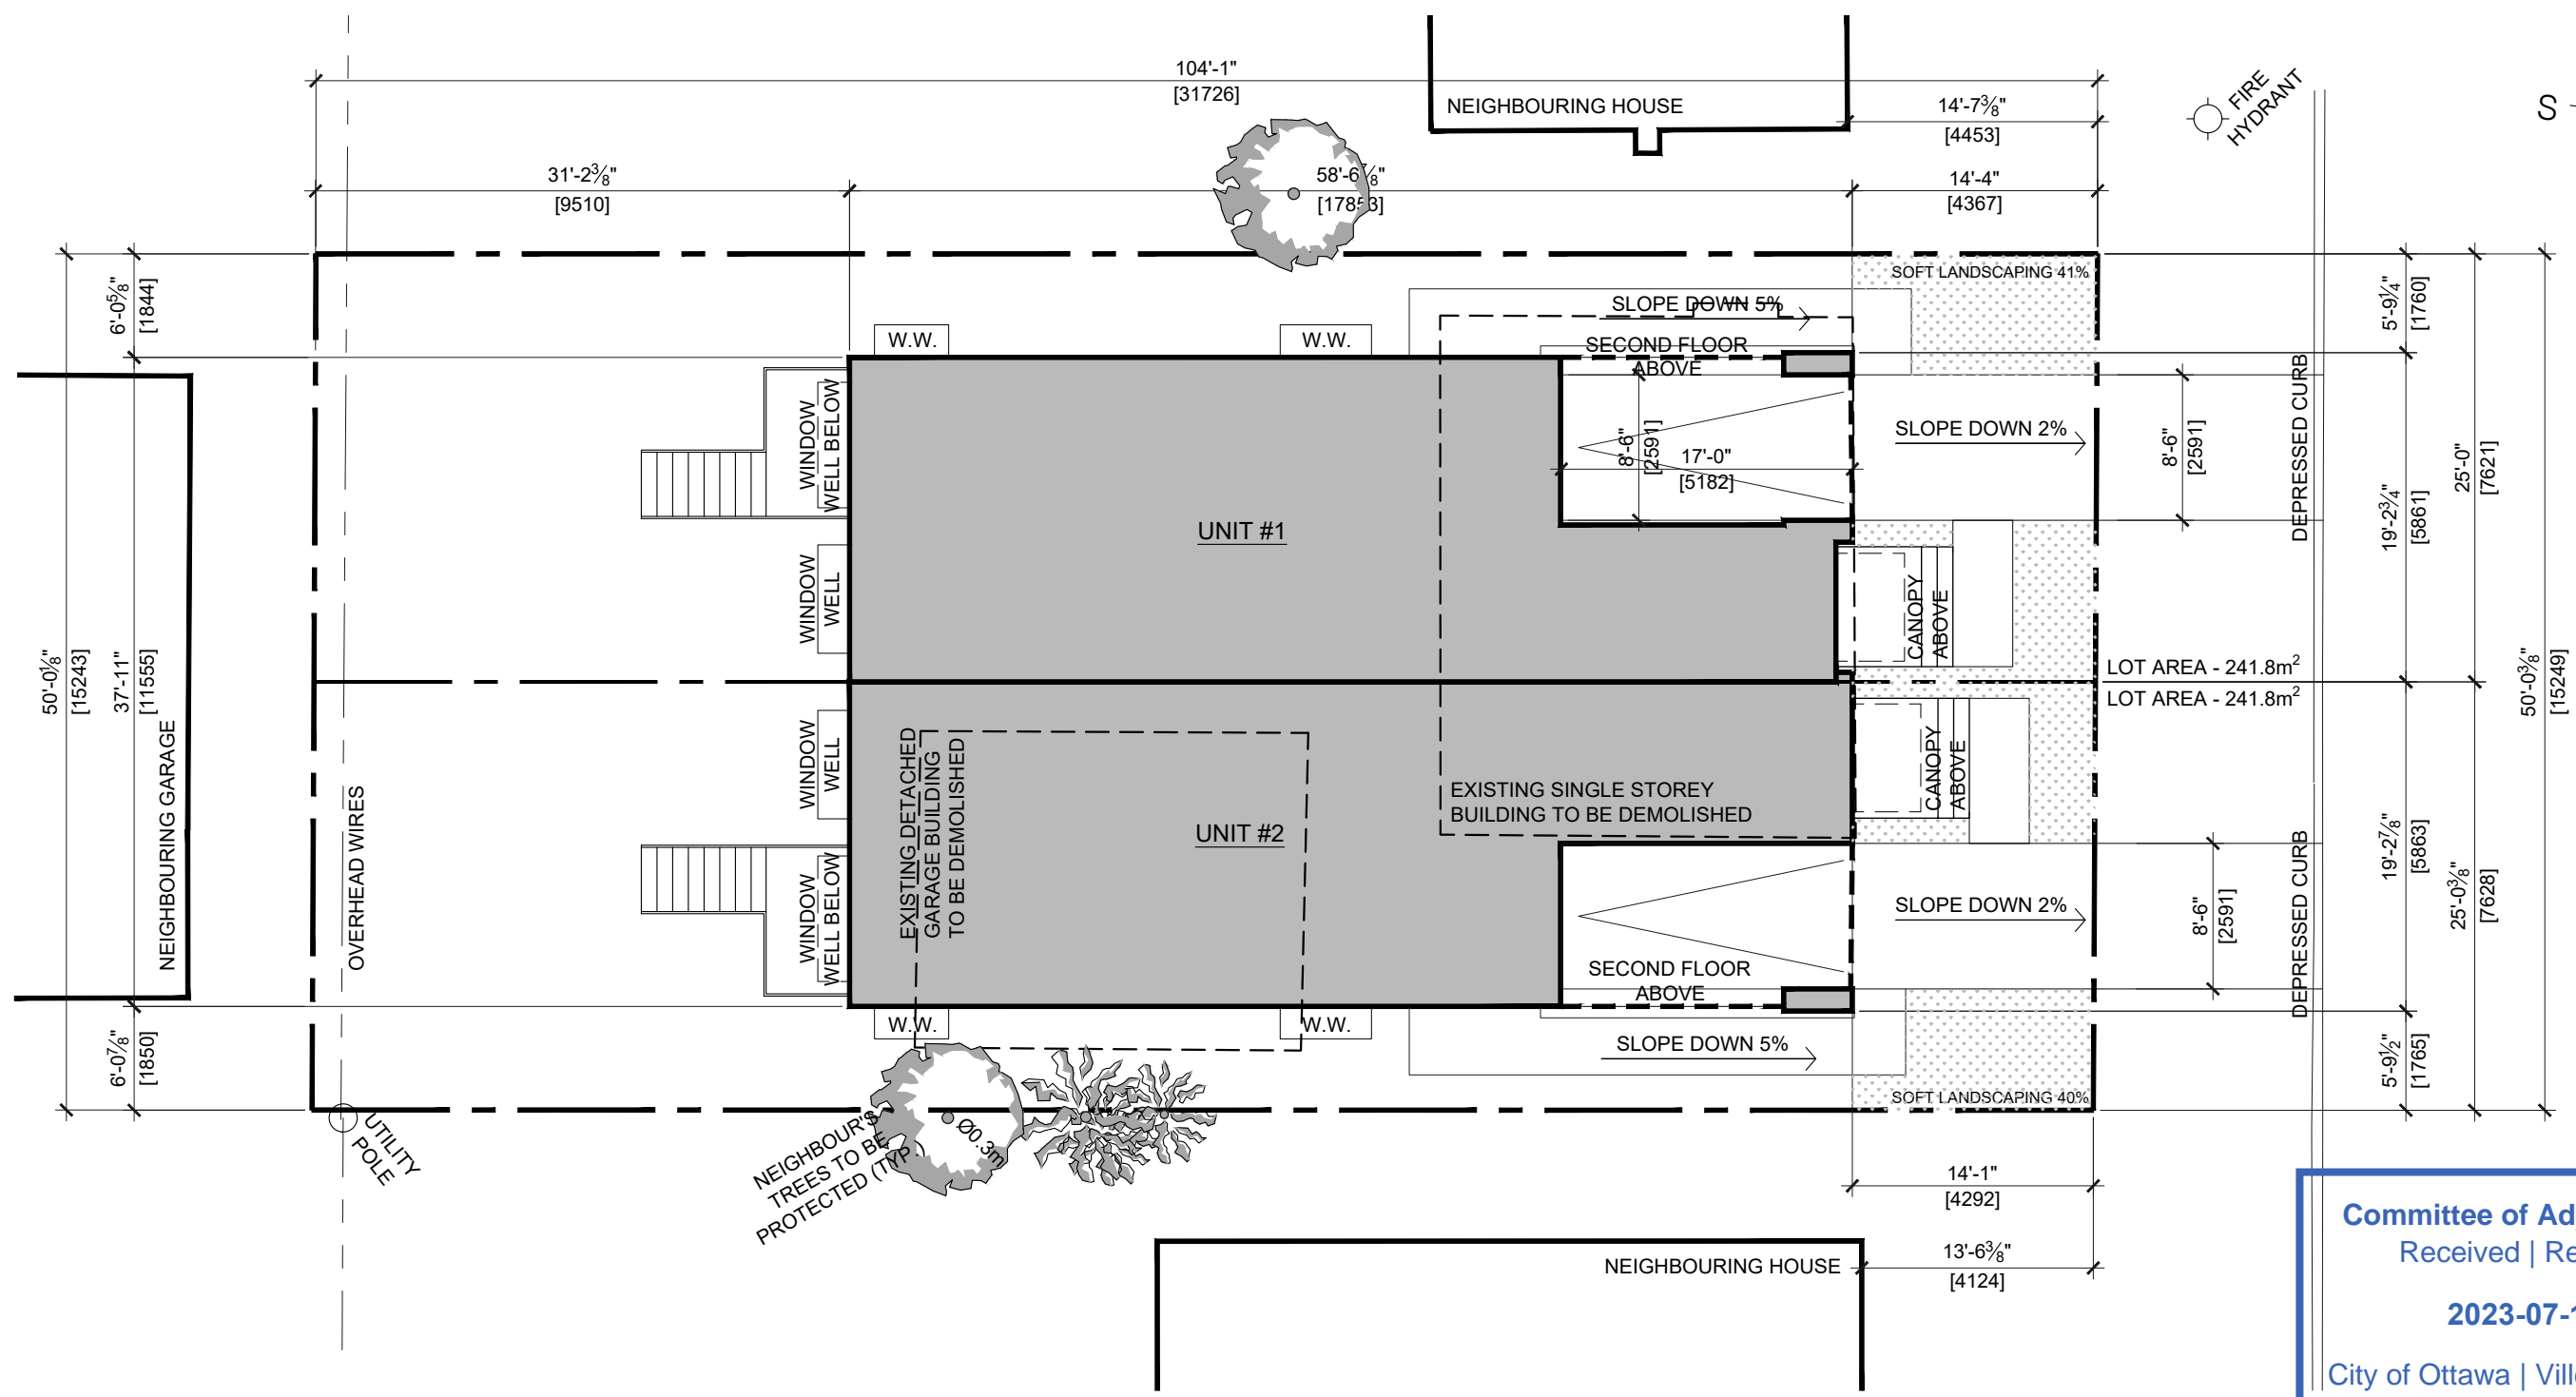 104'-1"
[31726]
NEIGHBOURING HOUSE
14'-7⅜"
[4453]
FIRE
HYDRANT
S
31'-2⅜"
[9510]
14'-4"
[4367]
SOFT LANDSCAPING 41%
6'-0⅝"
[1844]
SLOPE DOWN 5%
5'-9¼"
[1760]
W.W.
W.W.
SECOND FLOOR
ABOVE
WINDOW
WELL BELOW
8'-6"
[2591]
17'-0"
[5182]
SLOPE DOWN 2%
8'-6"
[2591]
DEPRESSED CURB
19'-2¾"
[5861]
25'-0"
[7621]
UNIT #1
WINDOW
WELL
CANOPY
ABOVE
50'-0⅛"
[15243]
37'-11"
[11555]
NEIGHBOURING GARAGE
LOT AREA - 241.8m²
LOT AREA - 241.8m²
50'-0⅜"
[15249]
OVERHEAD WIRES
WINDOW
WELL
EXISTING DETACHED
GARAGE BUILDING
TO BE DEMOLISHED
EXISTING SINGLE STOREY
BUILDING TO BE DEMOLISHED
CANOPY
ABOVE
UNIT #2
WINDOW
WELL BELOW
SLOPE DOWN 2%
8'-6"
[2591]
DEPRESSED CURB
19'-2⅞"
[5863]
25'-0⅜"
[7628]
SECOND FLOOR
ABOVE
W.W.
W.W.
SLOPE DOWN 5%
6'-0⅞"
[1850]
5'-9½"
[1765]
SOFT LANDSCAPING 40%
UTILITY
POLE
NEIGHBOUR'S
TREES TO BE
PROTECTED (TYP
Ø0.3m
14'-1"
[4292]
NEIGHBOURING HOUSE
13'-6⅜"
[4124]
Committee of Ad
Received | Re
2023-07-1
City of Ottawa | Ville